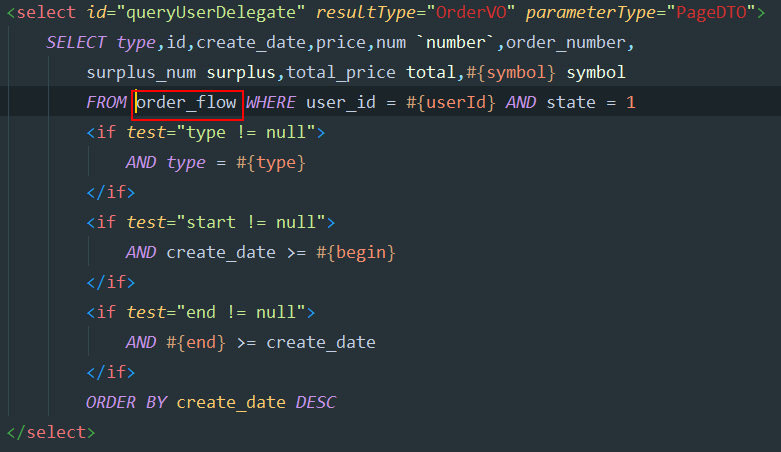 <select id="queryUserDelegate" resultType="OrderVO" parameterType="PageDTO">
SELECT type,id,create_date,price,num `number`,order_number,
surplus_num surplus,total_price total,#{symbol} symbol
FROM order_flow WHERE user_id = #{userId} AND state = 1
<if test="type != null">
AND type = #{type}
</if>
<if test="start != null">
AND create_date >= #{begin}
</if>
<if test="end != null">
AND #{end} >= create_date
</if>
ORDER BY create_date DESC
</select>